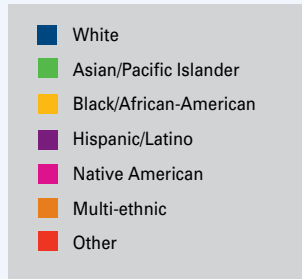 White
Asian/Pacific Islander
Black/African-American
Hispanic/Latino
Native American
Multi-ethnic
Other